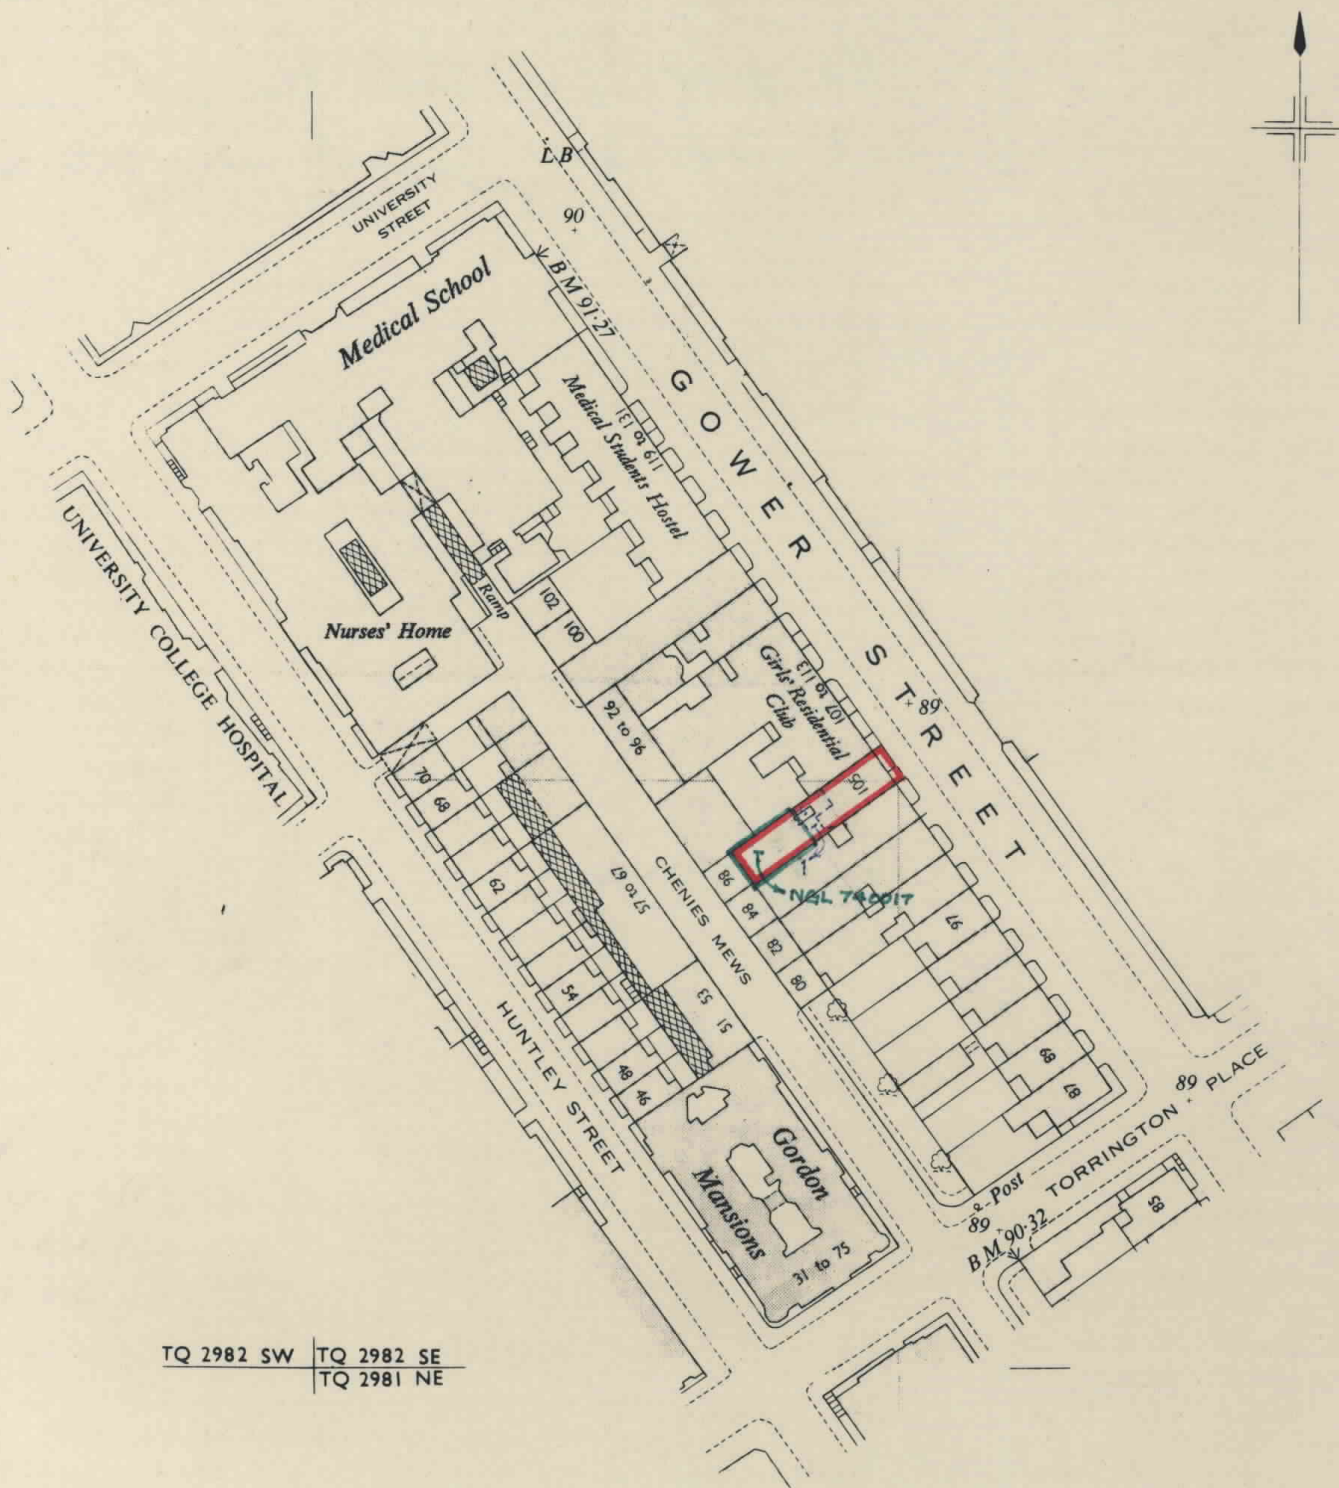 L B
UNIVERSITY
STREET
90
B M 91·27
Medical School
GOWER STREET
Medical Students Hostel
119 to 131
UNIVERSITY COLLEGE HOSPITAL
Ramp
102
100
Nurses' Home
Girls' Residential
Club
107 to 113
89
92 to 96
105
70
68
62
57 to 67
CHENIES MEWS
86
84
82
80
NGL 740017
97
54
53
51
HUNTLEY STREET
48
46
89
87
89
TORRINGTON PLACE
Gordon
Mansions
31 to 75
Post
89
B M 90·32
85
TQ 2982 SW
TQ 2982 SE
TQ 2981 NE